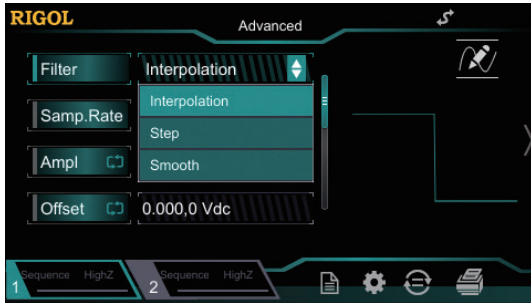 RIGOL
Advanced
Filter
Interpolation
Interpolation
Samp.Rate
Step
Ampl
Smooth
Offset
0.000,0 Vdc
1
Sequence HighZ
2
Sequence HighZ